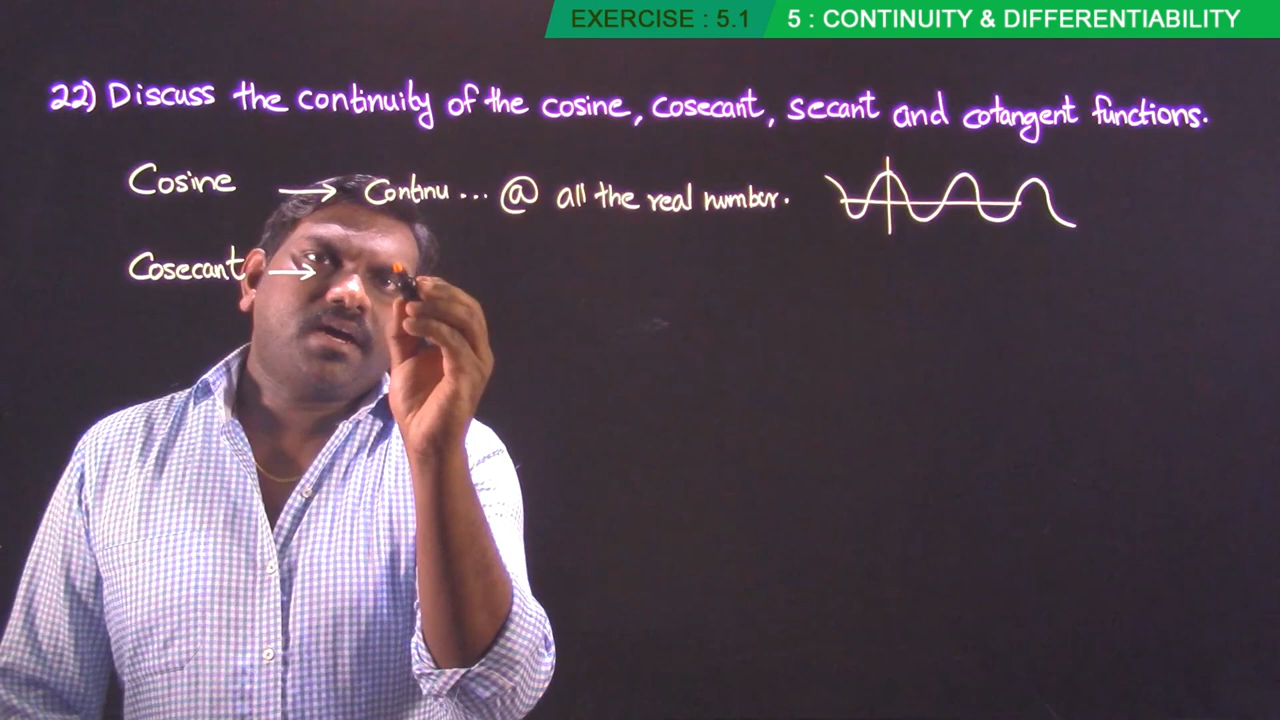 EXERCISE : 5.1 5 : CONTINUITY & DIFFERENTIABILITY
22) Discuss the continuity of the cosine, cosecant, secant and cotangent functions.
Cosine → Continu... @ all the real number.
Cosecant →